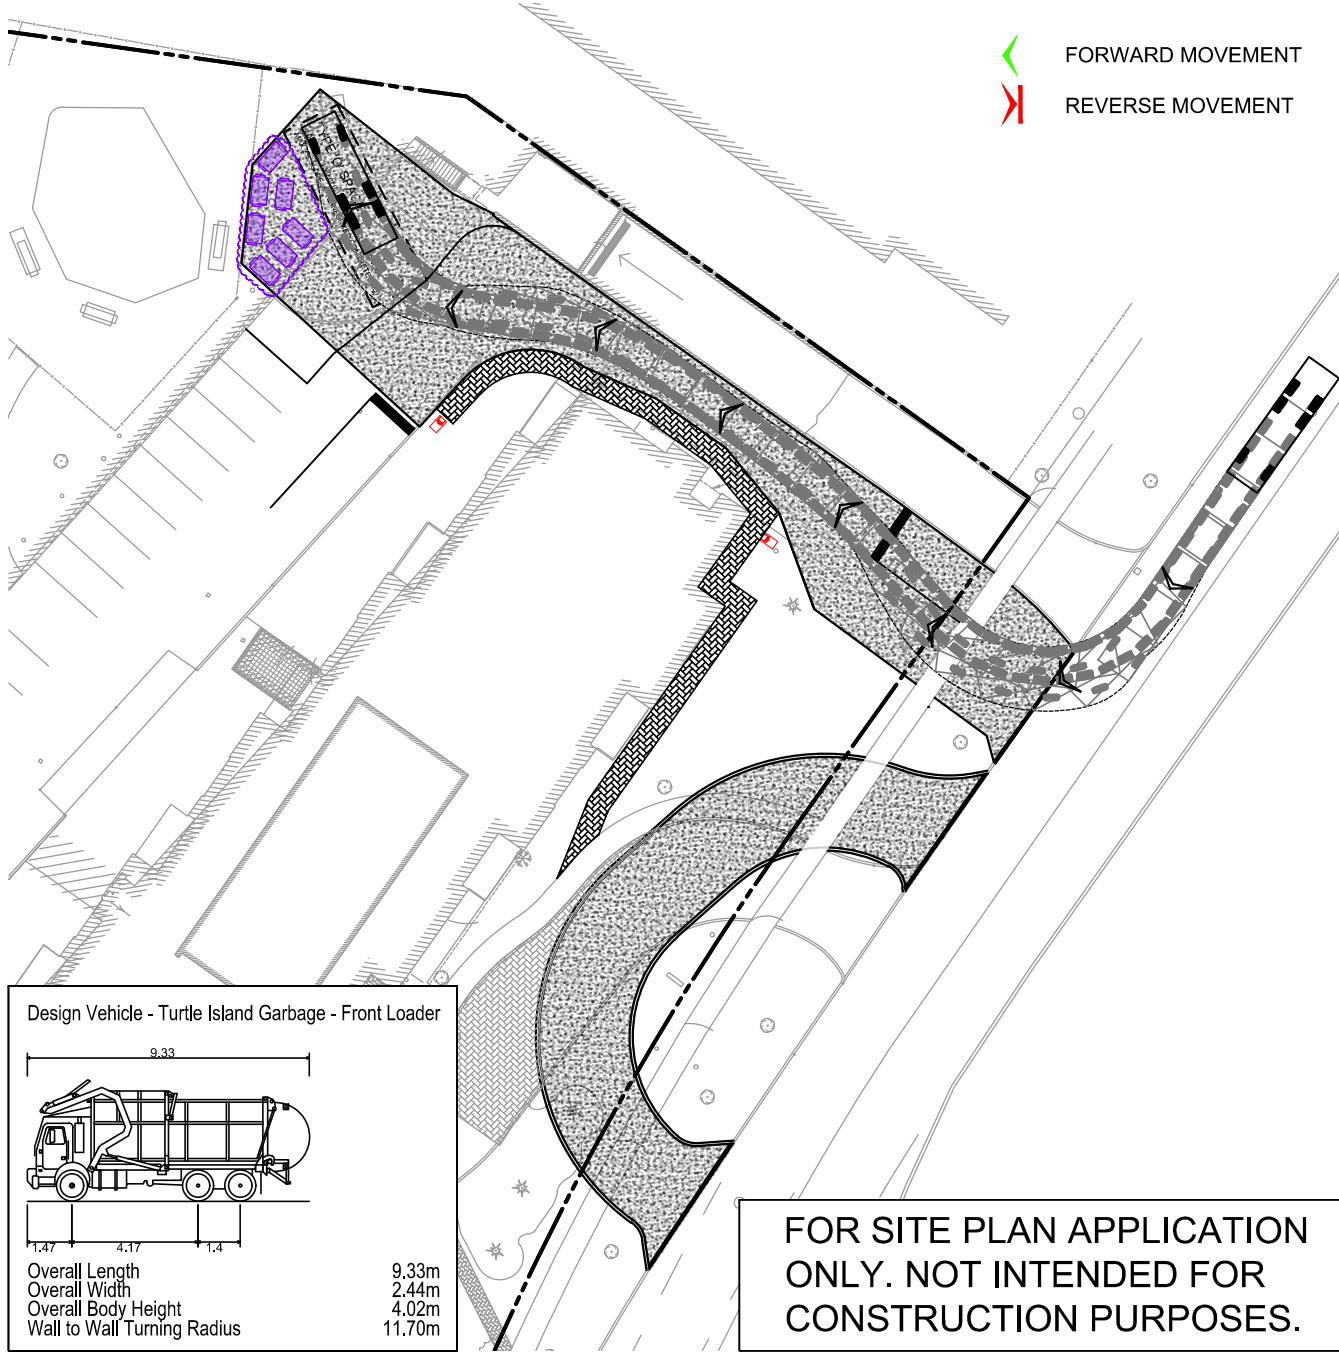 FORWARD MOVEMENT
REVERSE MOVEMENT
Design Vehicle - Turtle Island Garbage - Front Loader
9.33
1.47 4.17 1.4
Overall Length 9.33m
Overall Width 2.44m
Overall Body Height 4.02m
Wall to Wall Turning Radius 11.70m
FOR SITE PLAN APPLICATION
ONLY. NOT INTENDED FOR
CONSTRUCTION PURPOSES.